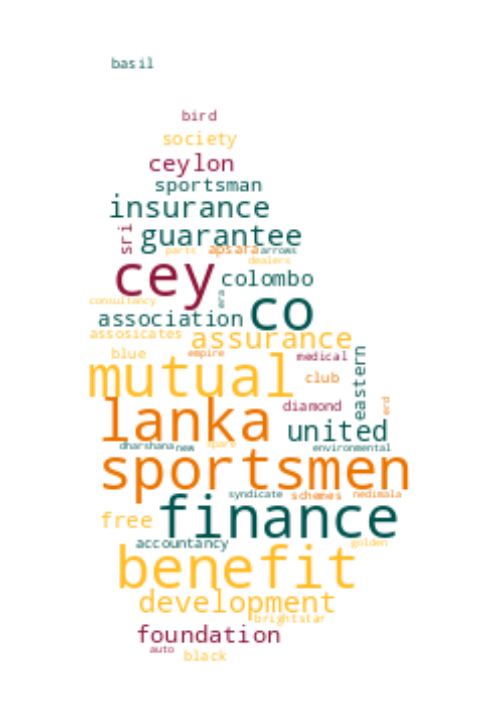 basil
bird
society
ceylon
sportsman
insurance
sri guarantee
parts apsara arrows
dealers
cey colombo
consultancy era
association co
associates assurance
blue empire medical
mutual club eastern
diamond erd
lanka united
dharshana new spare environmental
sportsmen
syndicate schemes nedimala
free finance
accountancy golden
benefit
development
brightstar
foundation
auto black